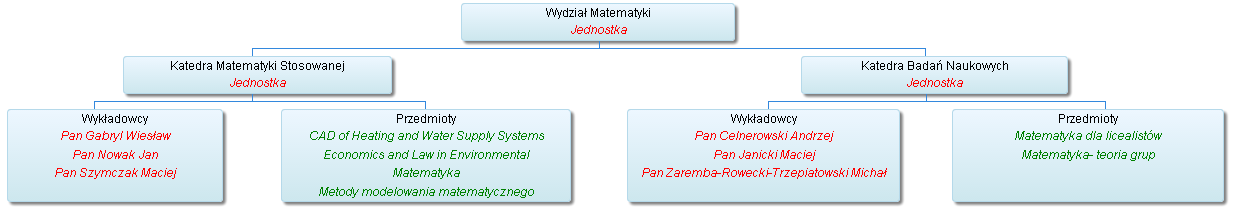 Wydział Matematyki
Jednostka
Katedra Matematyki Stosowanej
Jednostka
Katedra Badań Naukowych
Jednostka
Wykładowcy
Pan Gabryl Wiesław
Pan Nowak Jan
Pan Szymczak Maciej
Przedmioty
CAD of Heating and Water Supply Systems
Economics and Law in Environmental
Matematyka
Metody modelowania matematycznego
Wykładowcy
Pan Celnerowski Andrzej
Pan Janicki Maciej
Pan Zaremba-Rowecki-Trzepiatowski Michał
Przedmioty
Matematyka dla licealistów
Matematyka- teoria grup